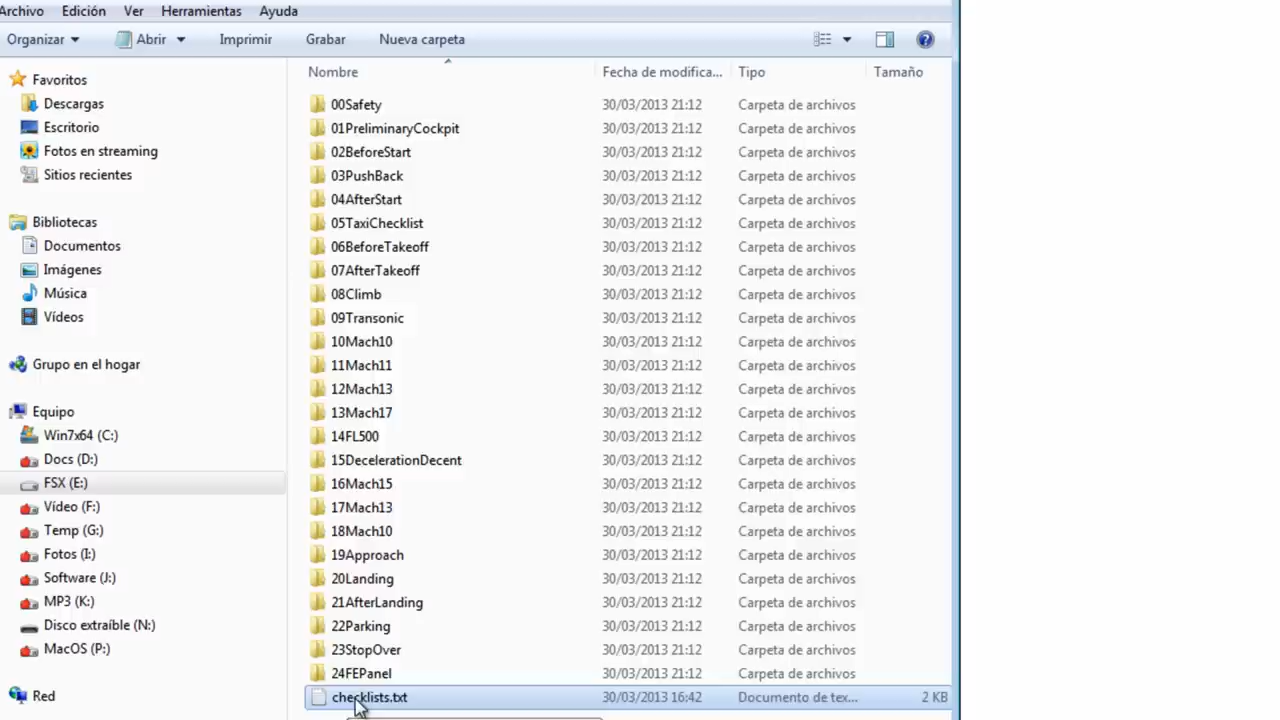 Archivo Edición Ver Herramientas Ayuda
Organizar Abrir Imprimir Grabar Nueva carpeta
Favoritos
Descargas
Escritorio
Fotos en streaming
Sitios recientes
Bibliotecas
Documentos
Imágenes
Música
Vídeos
Grupo en el hogar
Equipo
Win7x64 (C:)
Docs (D:)
FSX (E:)
Vídeo (F:)
Temp (G:)
Fotos (I:)
Software (J:)
MP3 (K:)
Disco extraíble (N:)
MacOS (P:)
Red
Nombre Fecha de modifica... Tipo Tamaño
00Safety 30/03/2013 21:12 Carpeta de archivos
01PreliminaryCockpit 30/03/2013 21:12 Carpeta de archivos
02BeforeStart 30/03/2013 21:12 Carpeta de archivos
03PushBack 30/03/2013 21:12 Carpeta de archivos
04AfterStart 30/03/2013 21:12 Carpeta de archivos
05TaxiChecklist 30/03/2013 21:12 Carpeta de archivos
06BeforeTakeoff 30/03/2013 21:12 Carpeta de archivos
07AfterTakeoff 30/03/2013 21:12 Carpeta de archivos
08Climb 30/03/2013 21:12 Carpeta de archivos
09Transonic 30/03/2013 21:12 Carpeta de archivos
10Mach10 30/03/2013 21:12 Carpeta de archivos
11Mach11 30/03/2013 21:12 Carpeta de archivos
12Mach13 30/03/2013 21:12 Carpeta de archivos
13Mach17 30/03/2013 21:12 Carpeta de archivos
14FL500 30/03/2013 21:12 Carpeta de archivos
15DecelerationDecent 30/03/2013 21:12 Carpeta de archivos
16Mach15 30/03/2013 21:12 Carpeta de archivos
17Mach13 30/03/2013 21:12 Carpeta de archivos
18Mach10 30/03/2013 21:12 Carpeta de archivos
19Approach 30/03/2013 21:12 Carpeta de archivos
20Landing 30/03/2013 21:12 Carpeta de archivos
21AfterLanding 30/03/2013 21:12 Carpeta de archivos
22Parking 30/03/2013 21:12 Carpeta de archivos
23StopOver 30/03/2013 21:12 Carpeta de archivos
24FEPanel 30/03/2013 21:12 Carpeta de archivos
checklists.txt 30/03/2013 16:42 Documento de tex... 2 KB